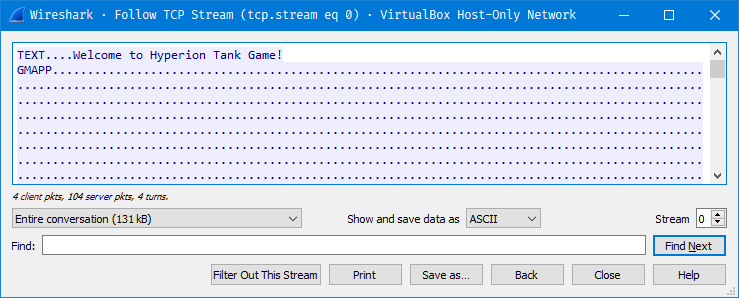 Wireshark · Follow TCP Stream (tcp.stream eq 0) · VirtualBox Host-Only Network
TEXT....Welcome to Hyperion Tank Game!
GMAPP............................................................................................
.................................................................................................
.................................................................................................
.................................................................................................
.................................................................................................
.................................................................................................
.................................................................................................
.................................................................................................
4 client pkts, 104 server pkts, 4 turns.
Entire conversation (131 kB) Show and save data as ASCII Stream 0
Find: Find Next
Filter Out This Stream Print Save as... Back Close Help